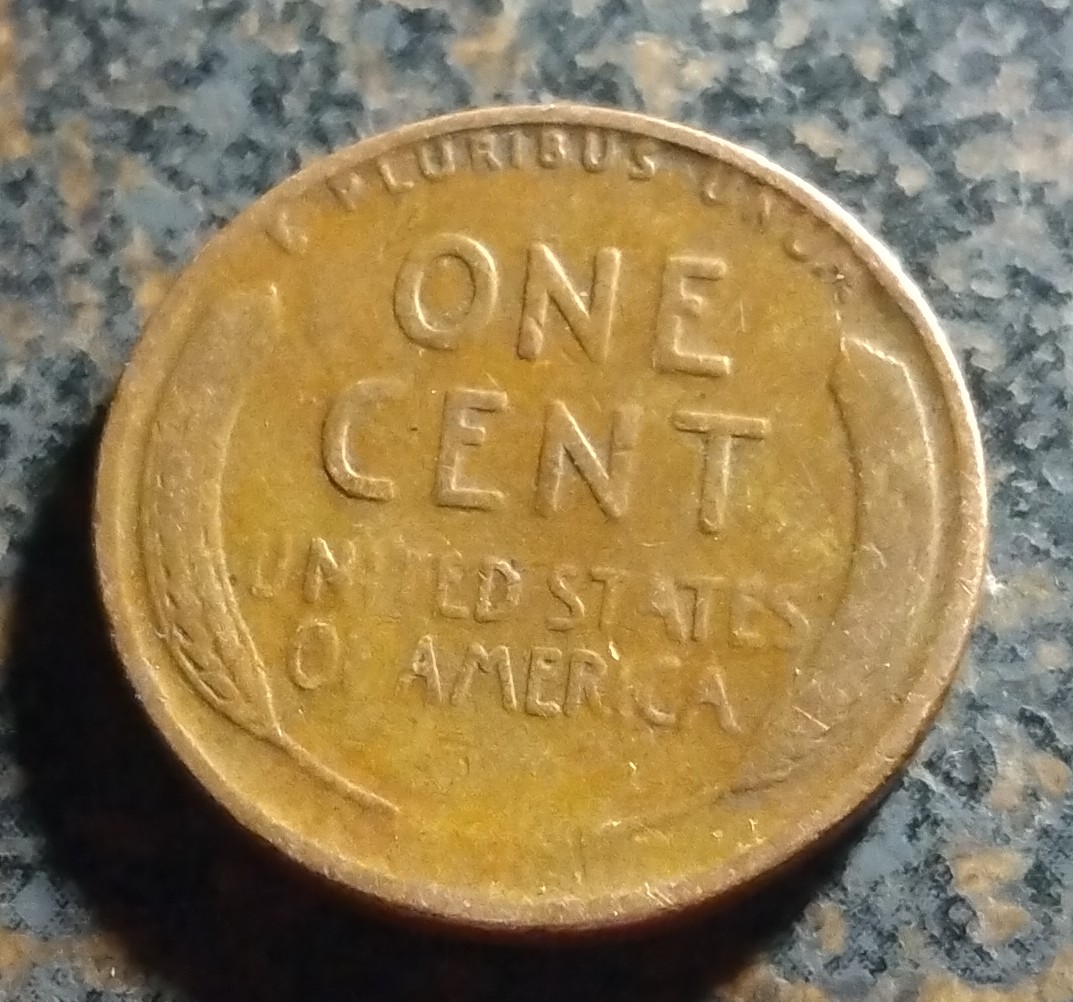 E PLURIBUS UNUM
ONE
CENT
UNITED STATES
OF AMERICA